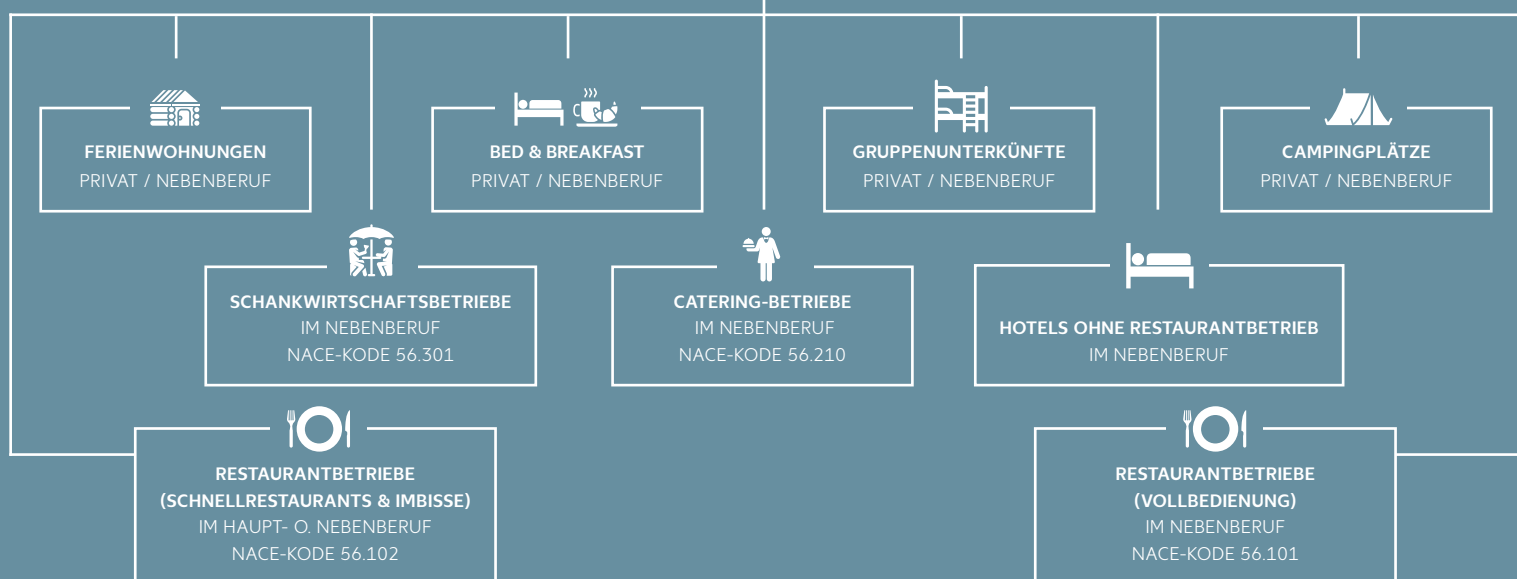 FERIENWOHNUNGEN
PRIVAT / NEBENBERUF
BED & BREAKFAST
PRIVAT / NEBENBERUF
GRUPPENUNTERKÜNFTE
PRIVAT / NEBENBERUF
CAMPINGPLÄTZE
PRIVAT / NEBENBERUF
SCHANKWIRTSCHAFTSBETRIEBE
IM NEBENBERUF
NACE-KODE 56.301
CATERING-BETRIEBE
IM NEBENBERUF
NACE-KODE 56.210
HOTELS OHNE RESTAURANTBETRIEB
IM NEBENBERUF
RESTAURANTBETRIEBE
(SCHNELLRESTAURANTS & IMBISSE)
IM HAUPT- O. NEBENBERUF
NACE-KODE 56.102
RESTAURANTBETRIEBE
(VOLLBEDIENUNG)
IM NEBENBERUF
NACE-KODE 56.101